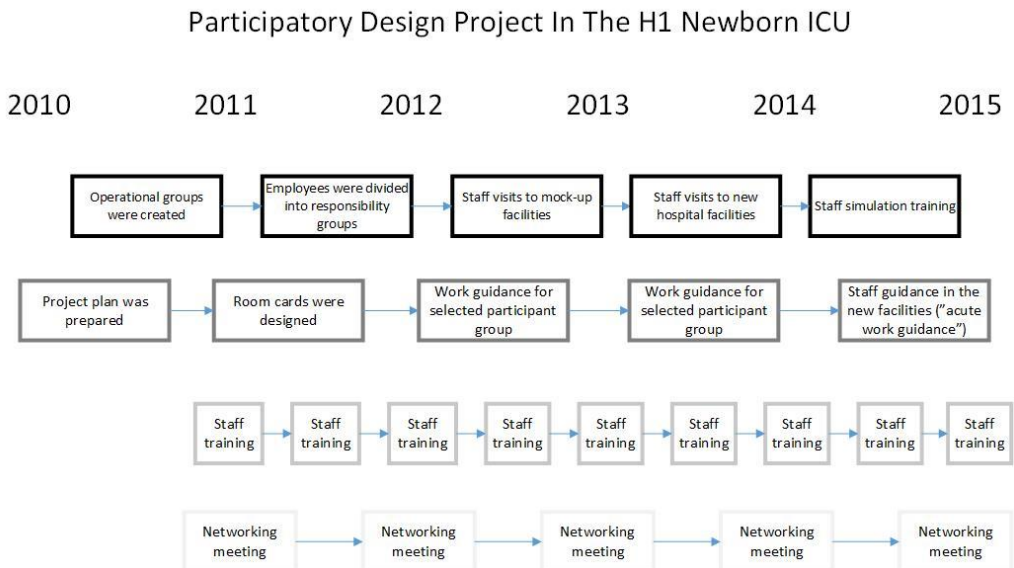 Participatory Design Project In The H1 Newborn ICU
2010 2011 2012 2013 2014 2015
Operational groups
were created
Employees were divided
into responsibility
groups
Staff visits to mock-up
facilities
Staff visits to new
hospital facilities
Staff simulation training
Project plan was
prepared
Room cards were
designed
Work guidance for
selected participant
group
Work guidance for
selected participant
group
Staff guidance in the
new facilities ("acute
work guidance")
Staff
training
Staff
training
Staff
training
Staff
training
Staff
training
Staff
training
Staff
training
Staff
training
Staff
training
Networking
meeting
Networking
meeting
Networking
meeting
Networking
meeting
Networking
meeting